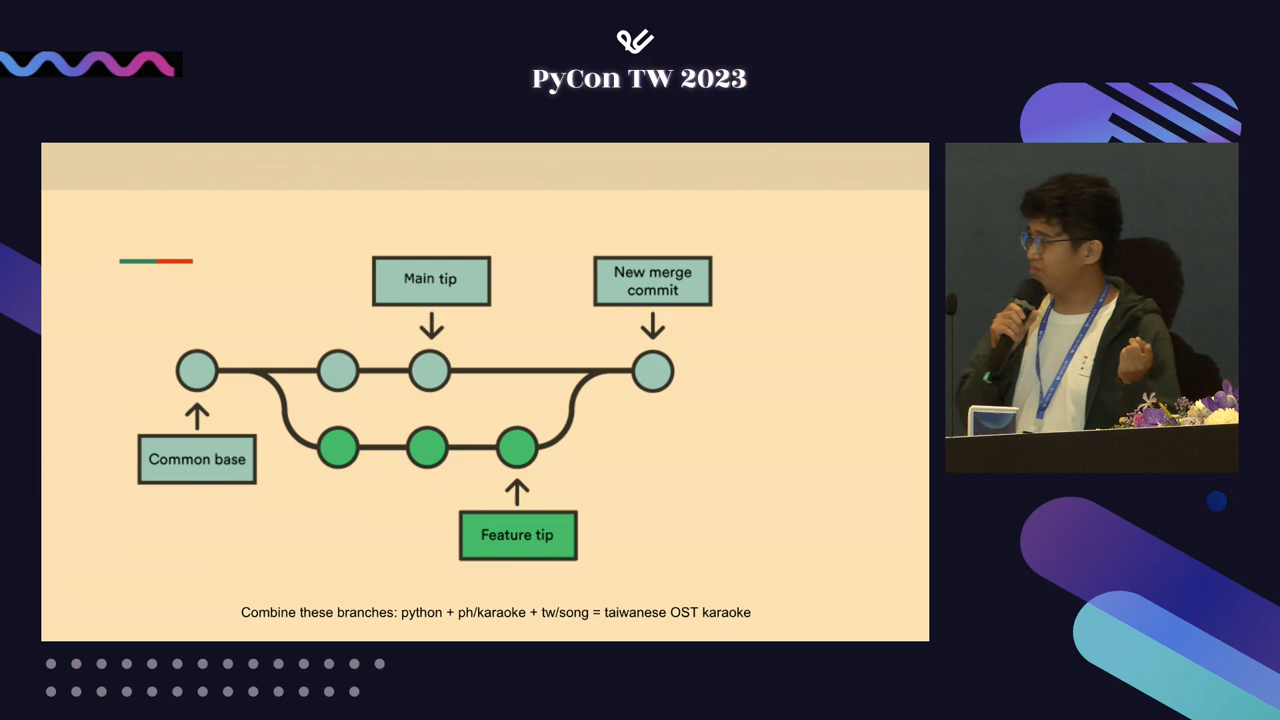 PyCon TW 2023
Main tip
New merge
commit
Common base
Feature tip
Combine these branches: python + ph/karaoke + tw/song = taiwanese OST karaoke